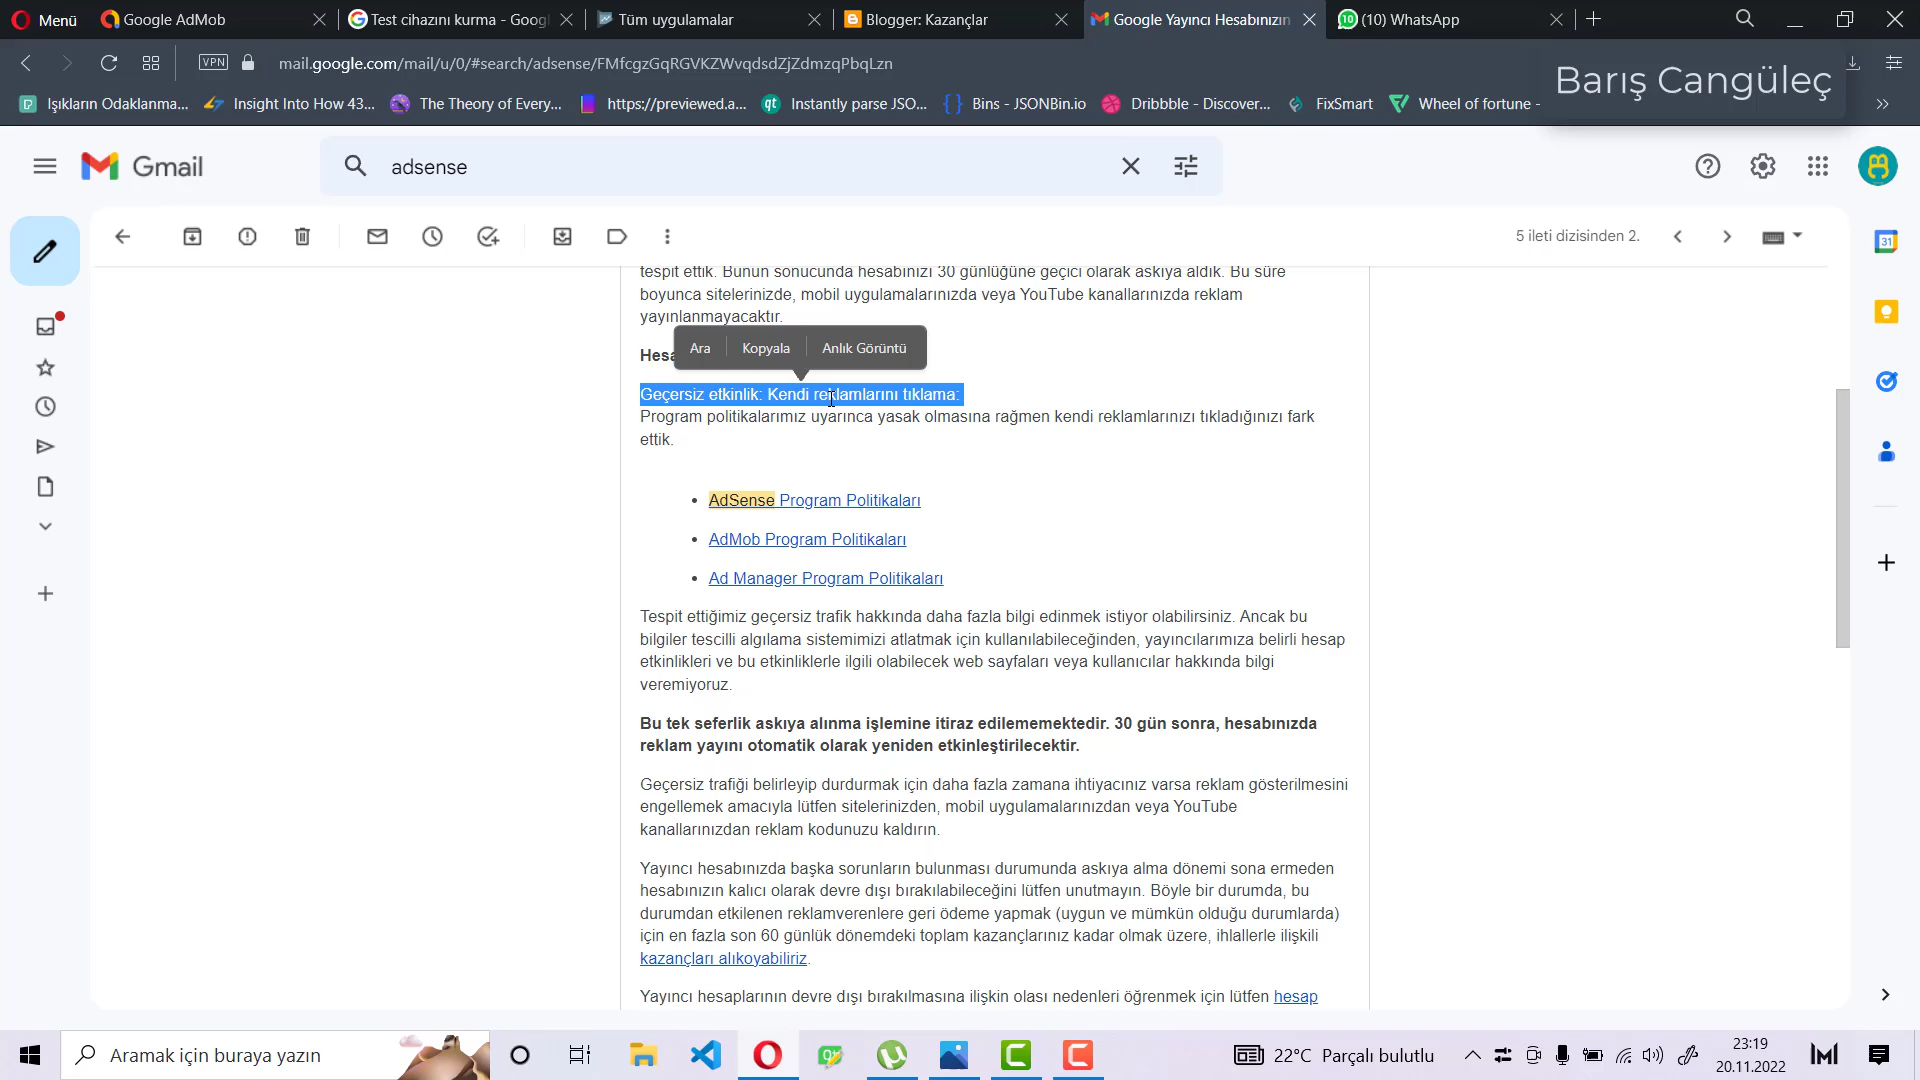 Menü
Google AdMob
Test cihazını kurma - Goog
Tüm uygulamalar
Blogger: Kazançlar
Google Yayıncı Hesabınızın
(10) WhatsApp
VPN
mail.google.com/mail/u/0/#search/adsense/FMfcgzGqRGVKZWvqdsdZjZdmzqPbqLzn
Barış Cangüleç
Işıkların Odaklanma...
Insight Into How 43...
The Theory of Every...
https://previewed.a...
qt
Instantly parse JSO...
Bins - JSONBin.io
Dribbble - Discover...
FixSmart
Wheel of fortune -
Gmail
adsense
5 ileti dizisinden 2.
31
tespit ettik. Bunun sonucunda hesabınızı 30 günlüğüne geçici olarak askıya aldık. Bu süre
boyunca sitelerinizde, mobil uygulamalarınızda veya YouTube kanallarınızda reklam
yayınlanmayacaktır.
Ara
Kopyala
Anlık Görüntü
Hesa
Geçersiz etkinlik: Kendi reklamlarını tıklama:
Program politikalarımız uyarınca yasak olmasına rağmen kendi reklamlarınızı tıkladığınızı fark
ettik.
• AdSense Program Politikaları
• AdMob Program Politikaları
• Ad Manager Program Politikaları
Tespit ettiğimiz geçersiz trafik hakkında daha fazla bilgi edinmek istiyor olabilirsiniz. Ancak bu
bilgiler tescilli algılama sistemimizi atlatmak için kullanılabileceğinden, yayıncılarımıza belirli hesap
etkinlikleri ve bu etkinliklerle ilgili olabilecek web sayfaları veya kullanıcılar hakkında bilgi
veremiyoruz.
Bu tek seferlik askıya alınma işlemine itiraz edilememektedir. 30 gün sonra, hesabınızda
reklam yayını otomatik olarak yeniden etkinleştirilecektir.
Geçersiz trafiği belirleyip durdurmak için daha fazla zamana ihtiyacınız varsa reklam gösterilmesini
engellemek amacıyla lütfen sitelerinizden, mobil uygulamalarınızdan veya YouTube
kanallarınızdan reklam kodunuzu kaldırın.
Yayıncı hesabınızda başka sorunların bulunması durumunda askıya alma dönemi sona ermeden
hesabınızın kalıcı olarak devre dışı bırakılabileceğini lütfen unutmayın. Böyle bir durumda, bu
durumdan etkilenen reklamverenlere geri ödeme yapmak (uygun ve mümkün olduğu durumlarda)
için en fazla son 60 günlük dönemdeki toplam kazançlarınız kadar olmak üzere, ihlallerle ilişkili
kazançları alıkoyabiliriz.
Yayıncı hesaplarının devre dışı bırakılmasına ilişkin olası nedenleri öğrenmek için lütfen hesap
Aramak için buraya yazın
22°C Parçalı bulutlu
23:19
20.11.2022